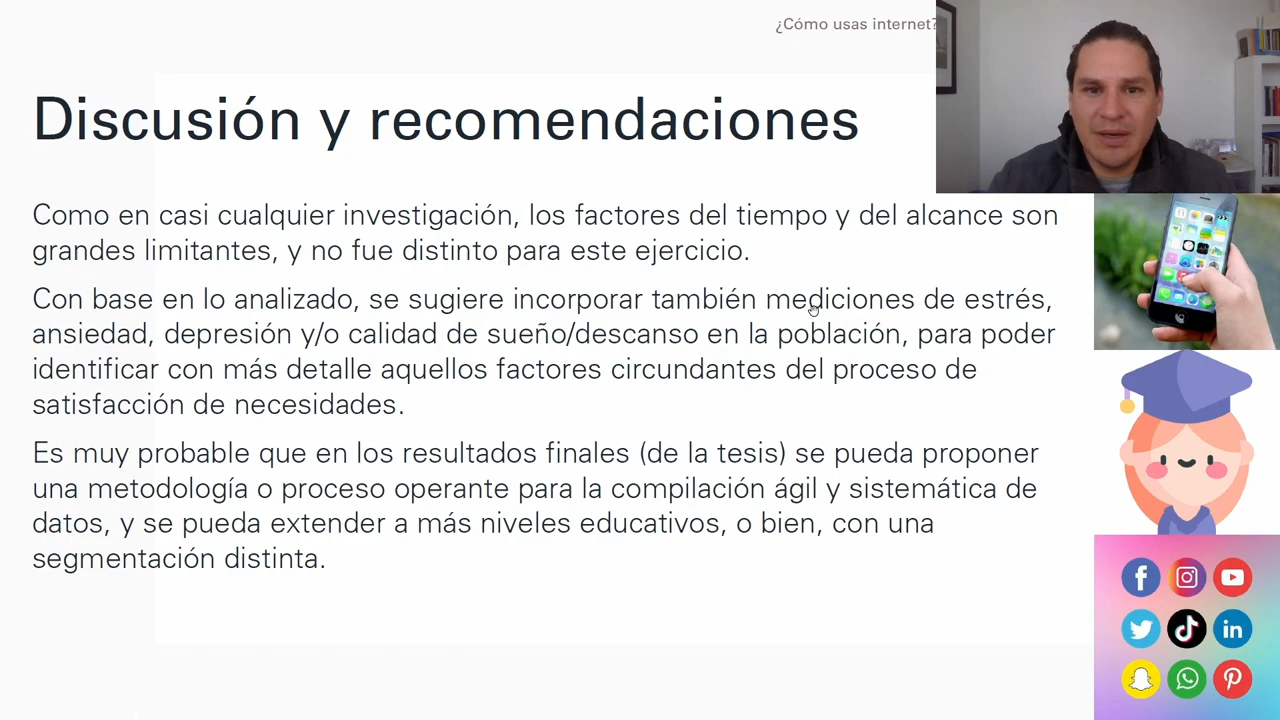 ¿Cómo usas internet?
Discusión y recomendaciones
Como en casi cualquier investigación, los factores del tiempo y del alcance son
grandes limitantes, y no fue distinto para este ejercicio.
Con base en lo analizado, se sugiere incorporar también mediciones de estrés,
ansiedad, depresión y/o calidad de sueño/descanso en la población, para poder
identificar con más detalle aquellos factores circundantes del proceso de
satisfacción de necesidades.
Es muy probable que en los resultados finales (de la tesis) se pueda proponer
una metodología o proceso operante para la compilación ágil y sistemática de
datos, y se pueda extender a más niveles educativos, o bien, con una
segmentación distinta.